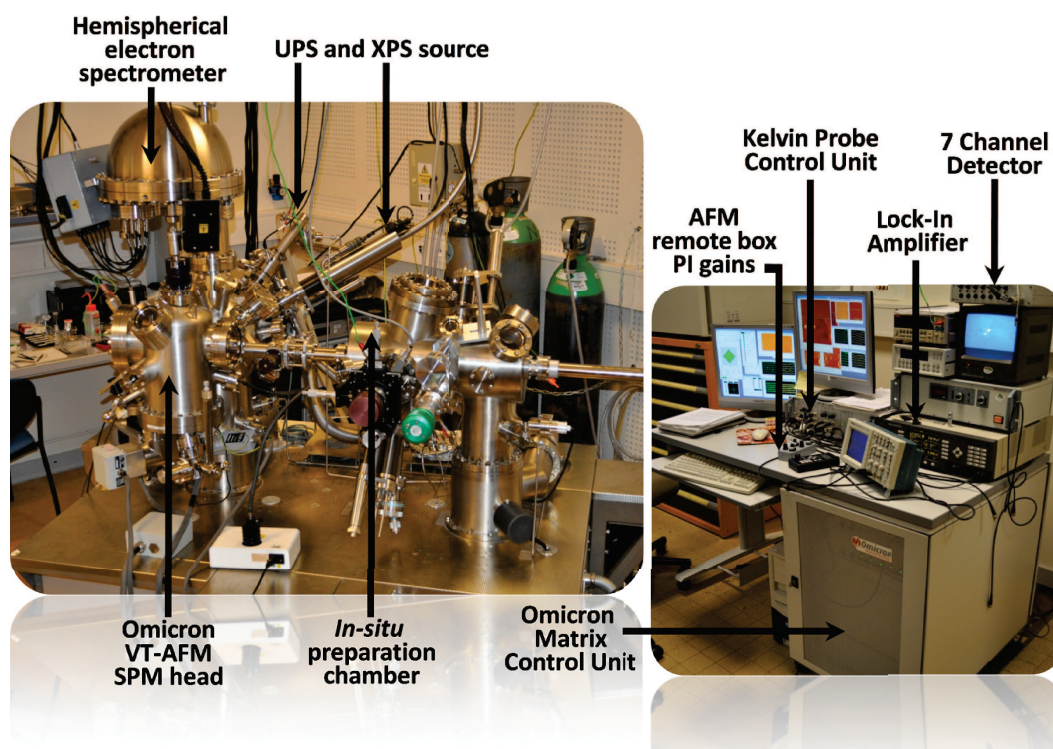 Hemispherical
electron
spectrometer
UPS and XPS source
Kelvin Probe
Control Unit
7 Channel
Detector
AFM
remote box
PI gains
Lock-In
Amplifier
Omicron
Omicron
VT-AFM
SPM head
In-situ
preparation
chamber
Omicron
Matrix
Control Unit